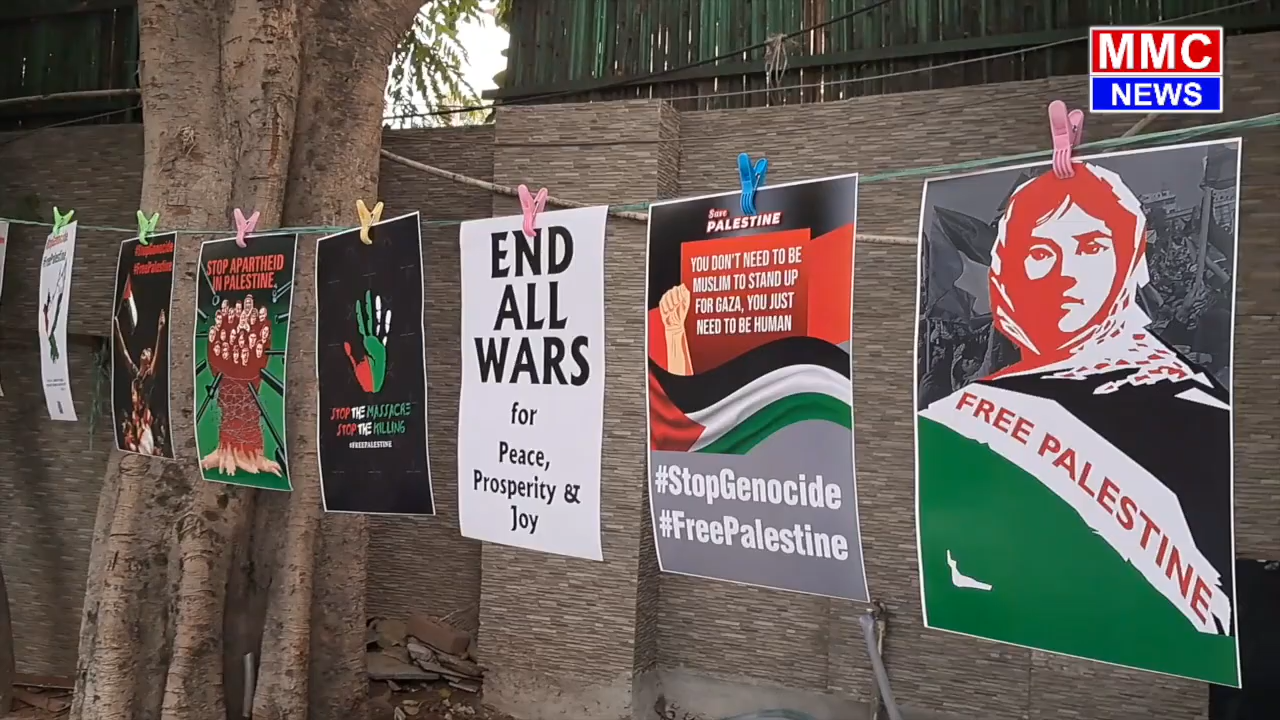 MMC
NEWS
#StopGenocide
#FreePalestine
STOP APARTHEID
IN PALESTINE
STOP THE MASSACRE
STOP THE KILLING
#FREEPALESTINE
END
ALL
WARS
for
Peace,
Prosperity &
Joy
Save
PALESTINE
YOU DON'T NEED TO BE
MUSLIM TO STAND UP
FOR GAZA, YOU JUST
NEED TO BE HUMAN
#StopGenocide
#FreePalestine
FREE PALESTINE